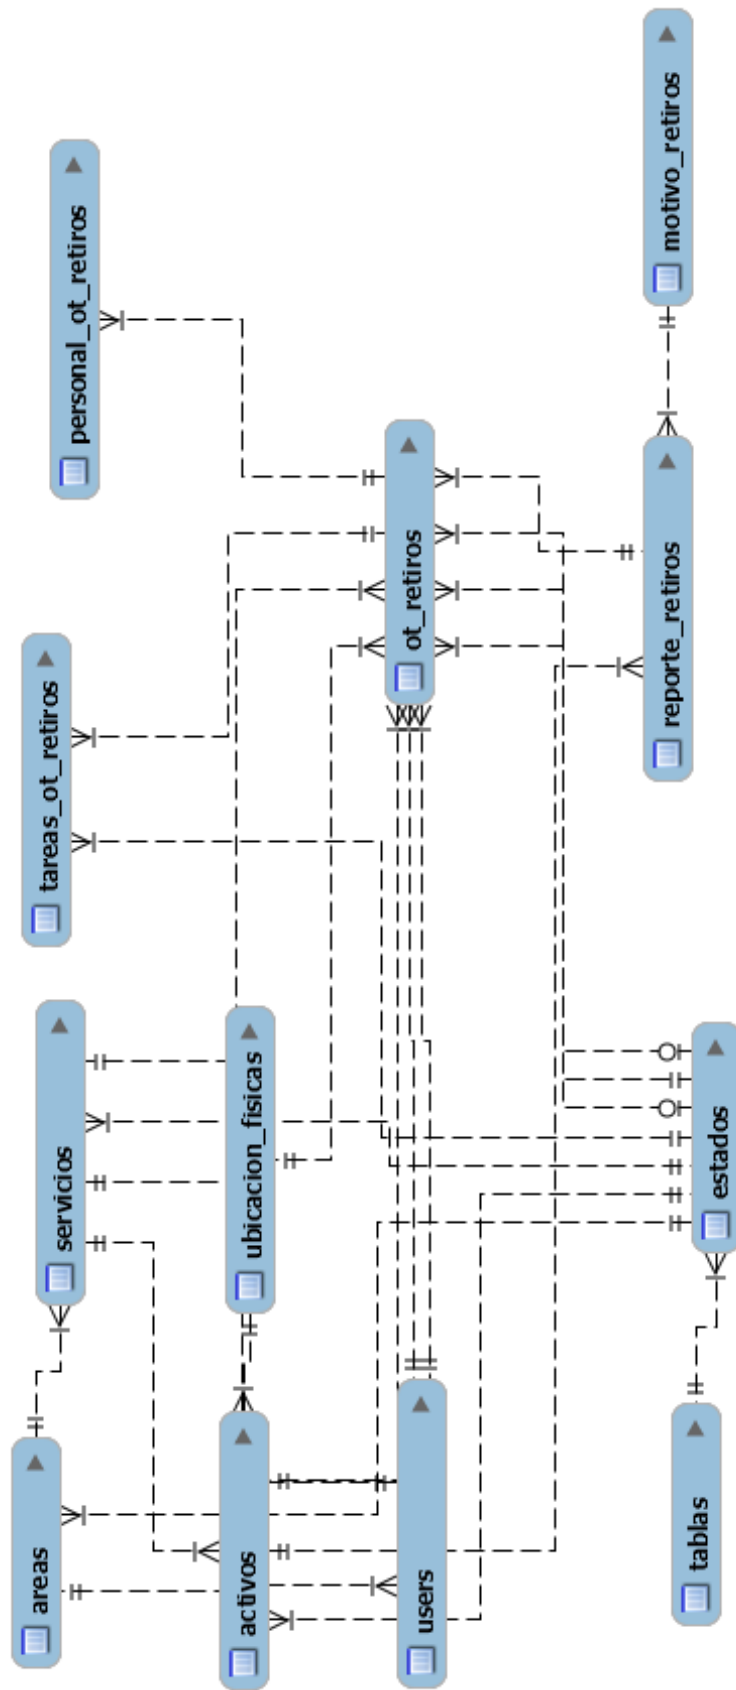 areas
servicios
tareas_ot_retiros
personal_ot_retiros
activos
ubicacion_fisicas
users
ot_retiros
tablas
estados
reporte_retiros
motivo_retiros